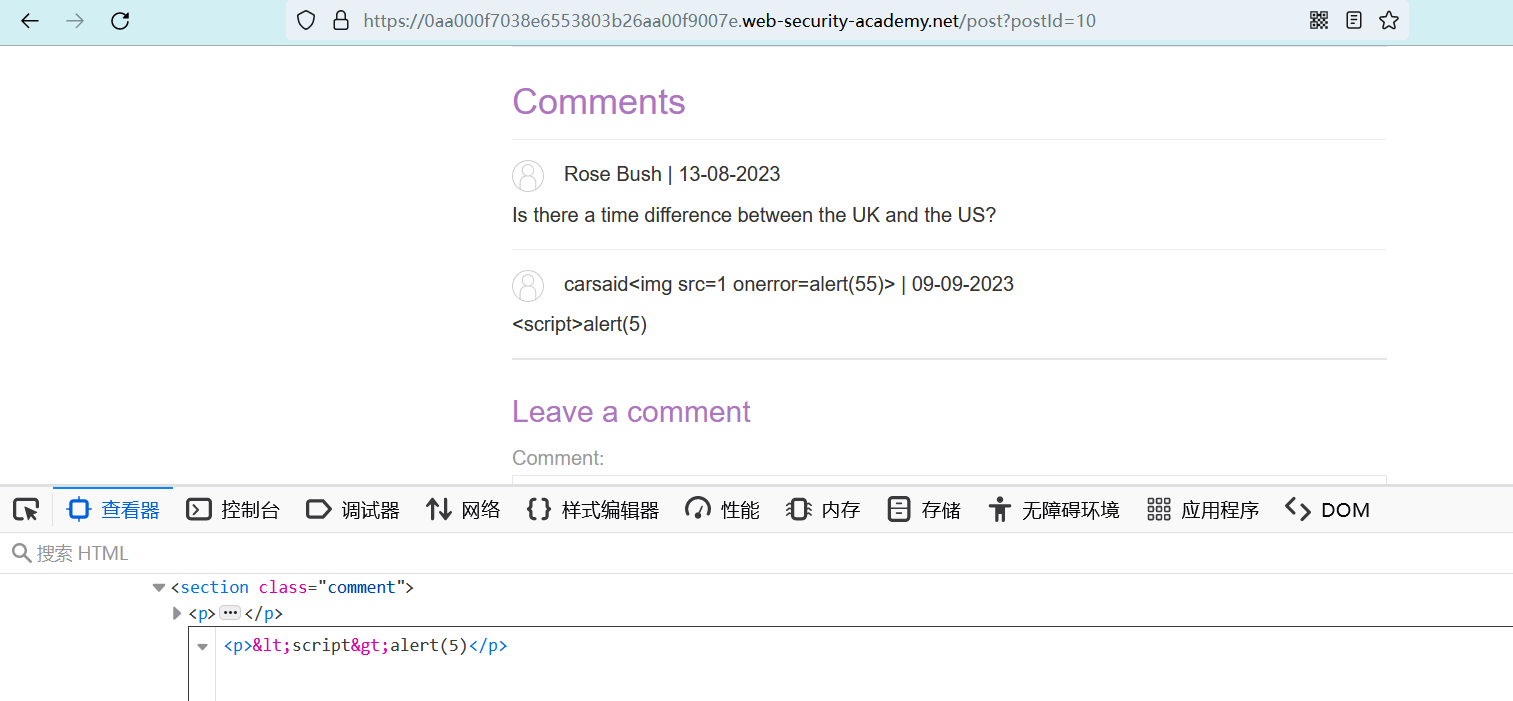 https://0aa000f7038e6553803b26aa00f9007e.web-security-academy.net/post?postId=10
Comments
Rose Bush | 13-08-2023
Is there a time difference between the UK and the US?
carsaid<img src=1 onerror=alert(55)> | 09-09-2023
<script>alert(5)
Leave a comment
Comment:
查看器 控制台 调试器 网络 样式编辑器 性能 内存 存储 无障碍环境 应用程序 DOM
搜索 HTML
<section class="comment">
<p>…</p>
<p>&lt;script&gt;alert(5)</p>